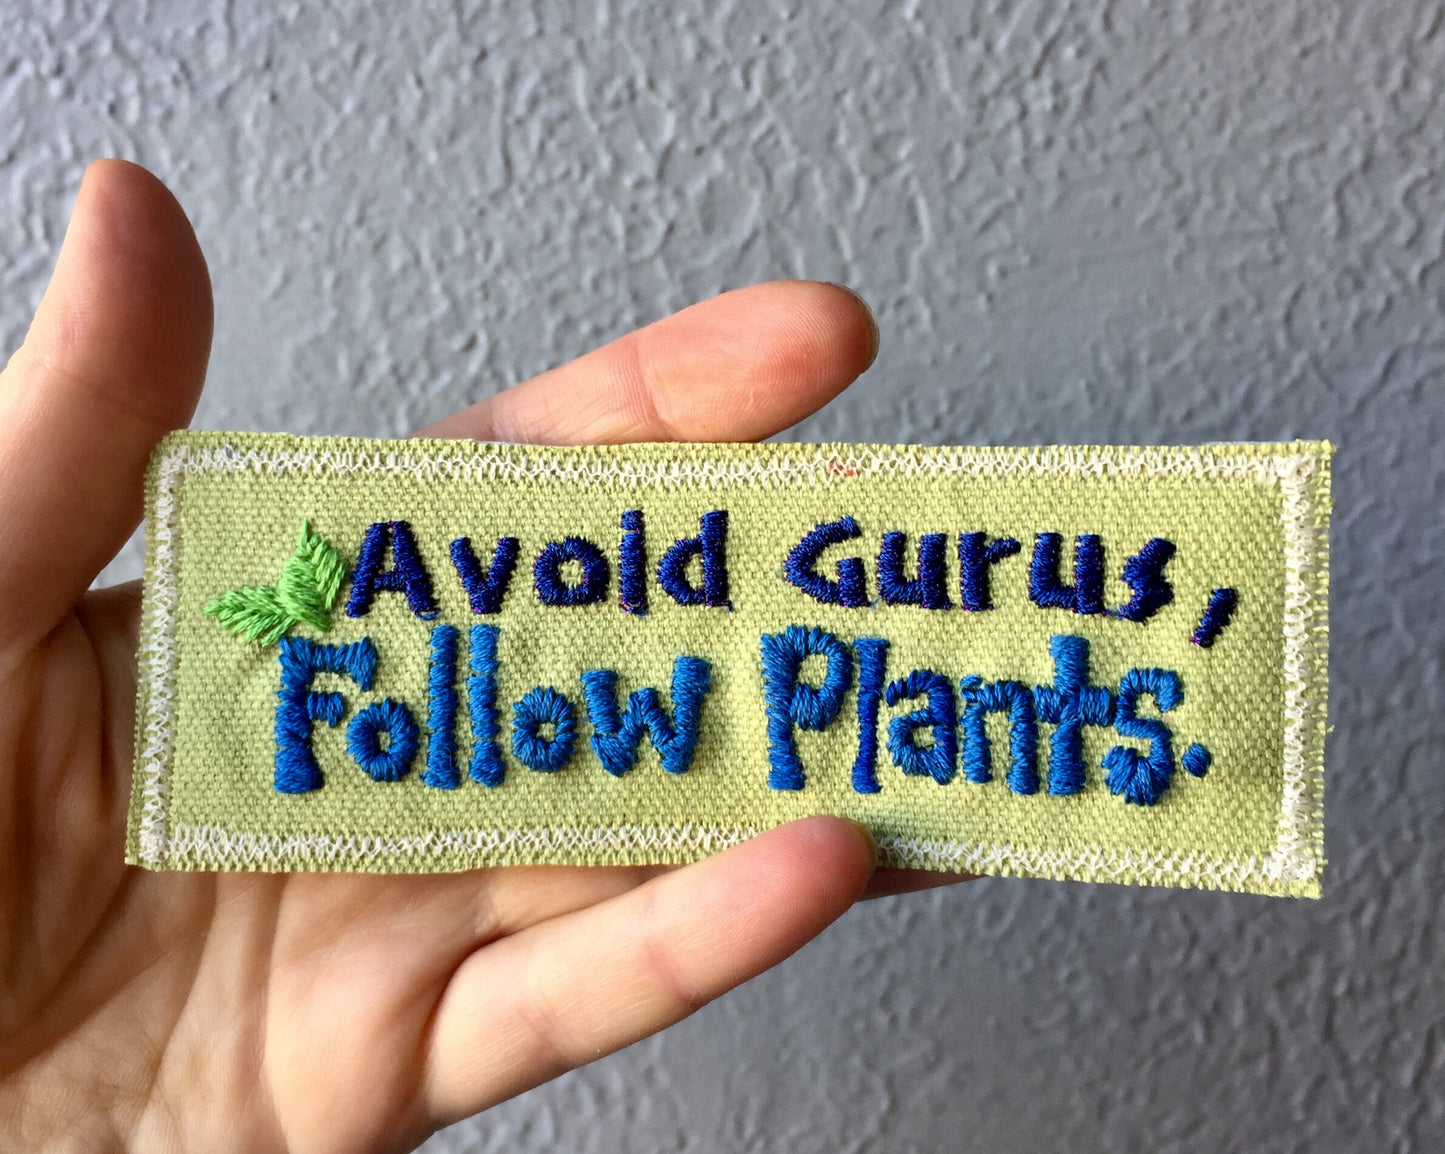 Avoid Gurus,
Follow Plants.